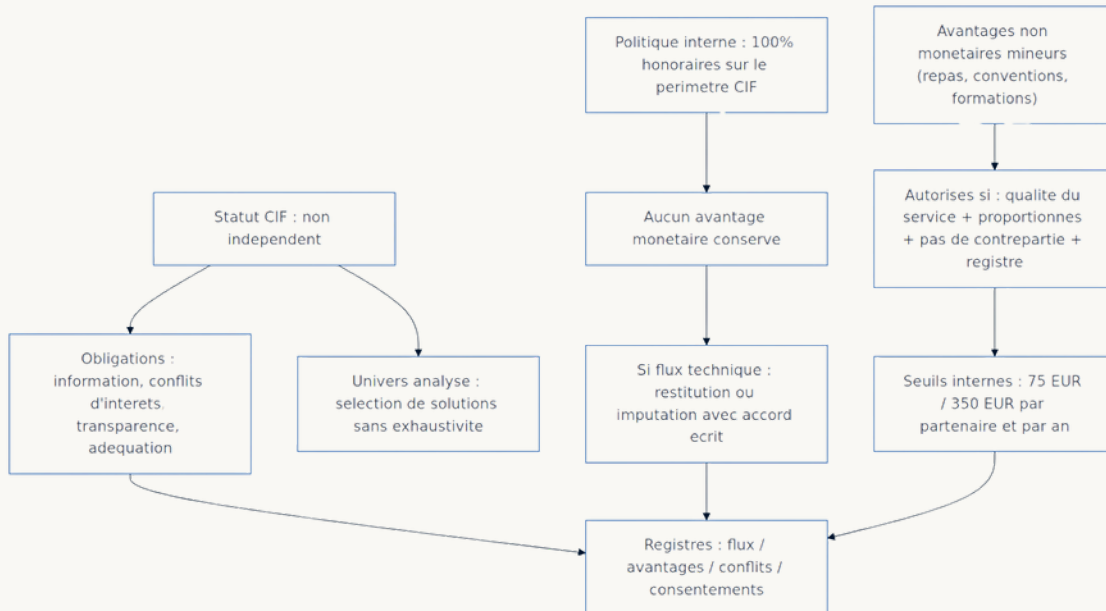 Politique interne : 100%
honoraires sur le
perimetre CIF
Avantages non
monetaires mineurs
(repas, conventions,
formations)
Statut CIF : non
independent
Aucun avantage
monetaire conserve
Autorises si : qualite du
service + proportionnes
+ pas de contrepartie +
registre
Obligations :
information, conflits
d'interets.
transparence,
adequation
Univers analyse :
selection de solutions
sans exhaustivite
Si flux technique :
restitution ou
imputation avec accord
ecrit
Seuils internes : 75 EUR
/ 350 EUR par
partenaire et par an
Registres : flux /
avantages / conflits /
consentements